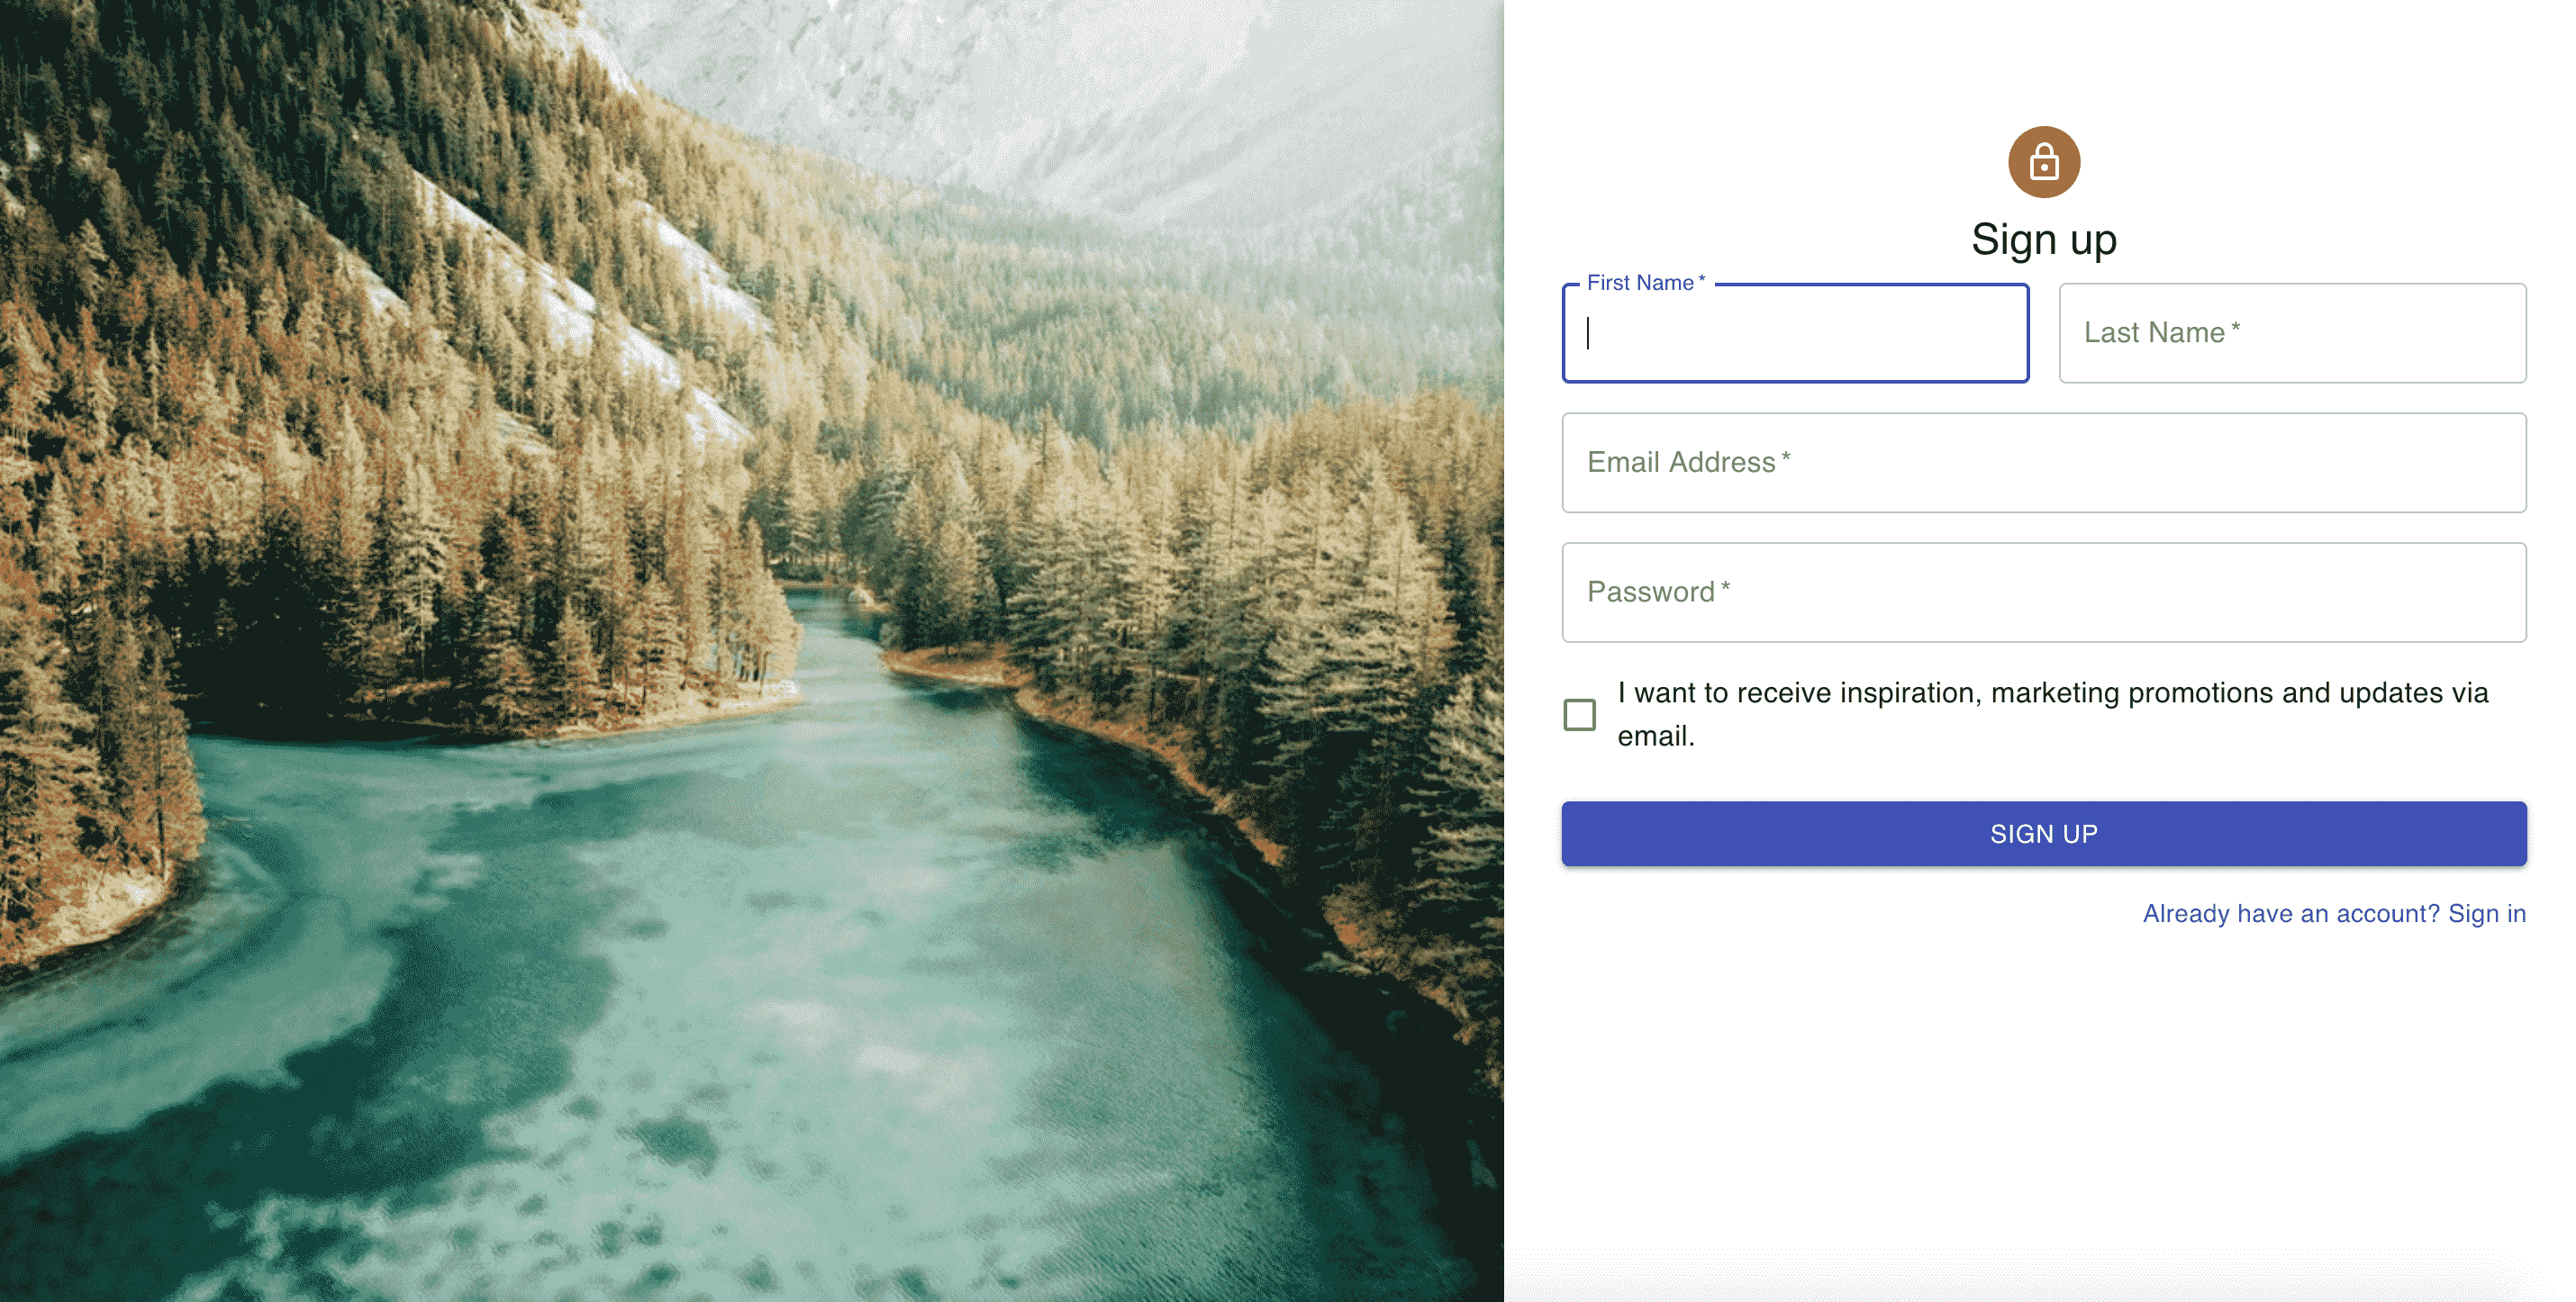 Sign up
First Name *
Last Name *
Email Address *
Password *
I want to receive inspiration, marketing promotions and updates via
email.
SIGN UP
Already have an account? Sign in